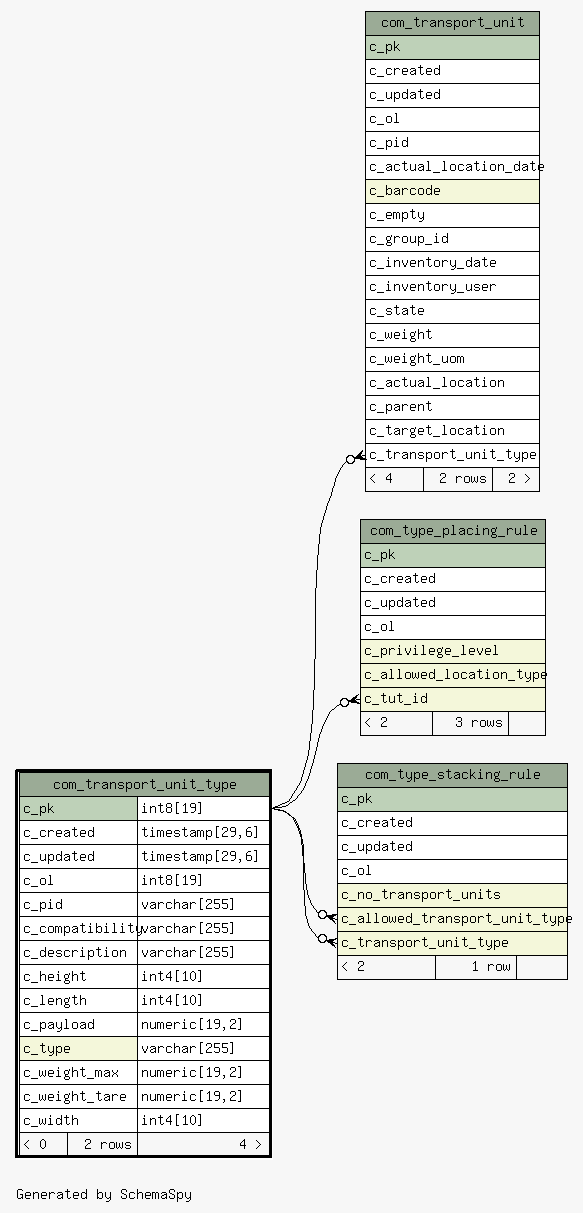 com_transport_unit
c_pk
c_created
c_updated
c_ol
c_pid
c_actual_location_date
c_barcode
c_empty
c_group_id
c_inventory_date
c_inventory_user
c_state
c_weight
c_weight_uom
c_actual_location
c_parent
c_target_location
c_transport_unit_type
< 4 2 rows 2 >
com_type_placing_rule
c_pk
c_created
c_updated
c_ol
c_privilege_level
c_allowed_location_type
c_tut_id
< 2 3 rows
com_type_stacking_rule
c_pk
c_created
c_updated
c_ol
c_no_transport_units
c_allowed_transport_unit_type
c_transport_unit_type
< 2 1 row
com_transport_unit_type
c_pk int8[19]
c_created timestamp[29,6]
c_updated timestamp[29,6]
c_ol int8[19]
c_pid varchar[255]
c_compatibility varchar[255]
c_description varchar[255]
c_height int4[10]
c_length int4[10]
c_payload numeric[19,2]
c_type varchar[255]
c_weight_max numeric[19,2]
c_weight_tare numeric[19,2]
c_width int4[10]
< 0 2 rows 4 >
Generated by SchemaSpy